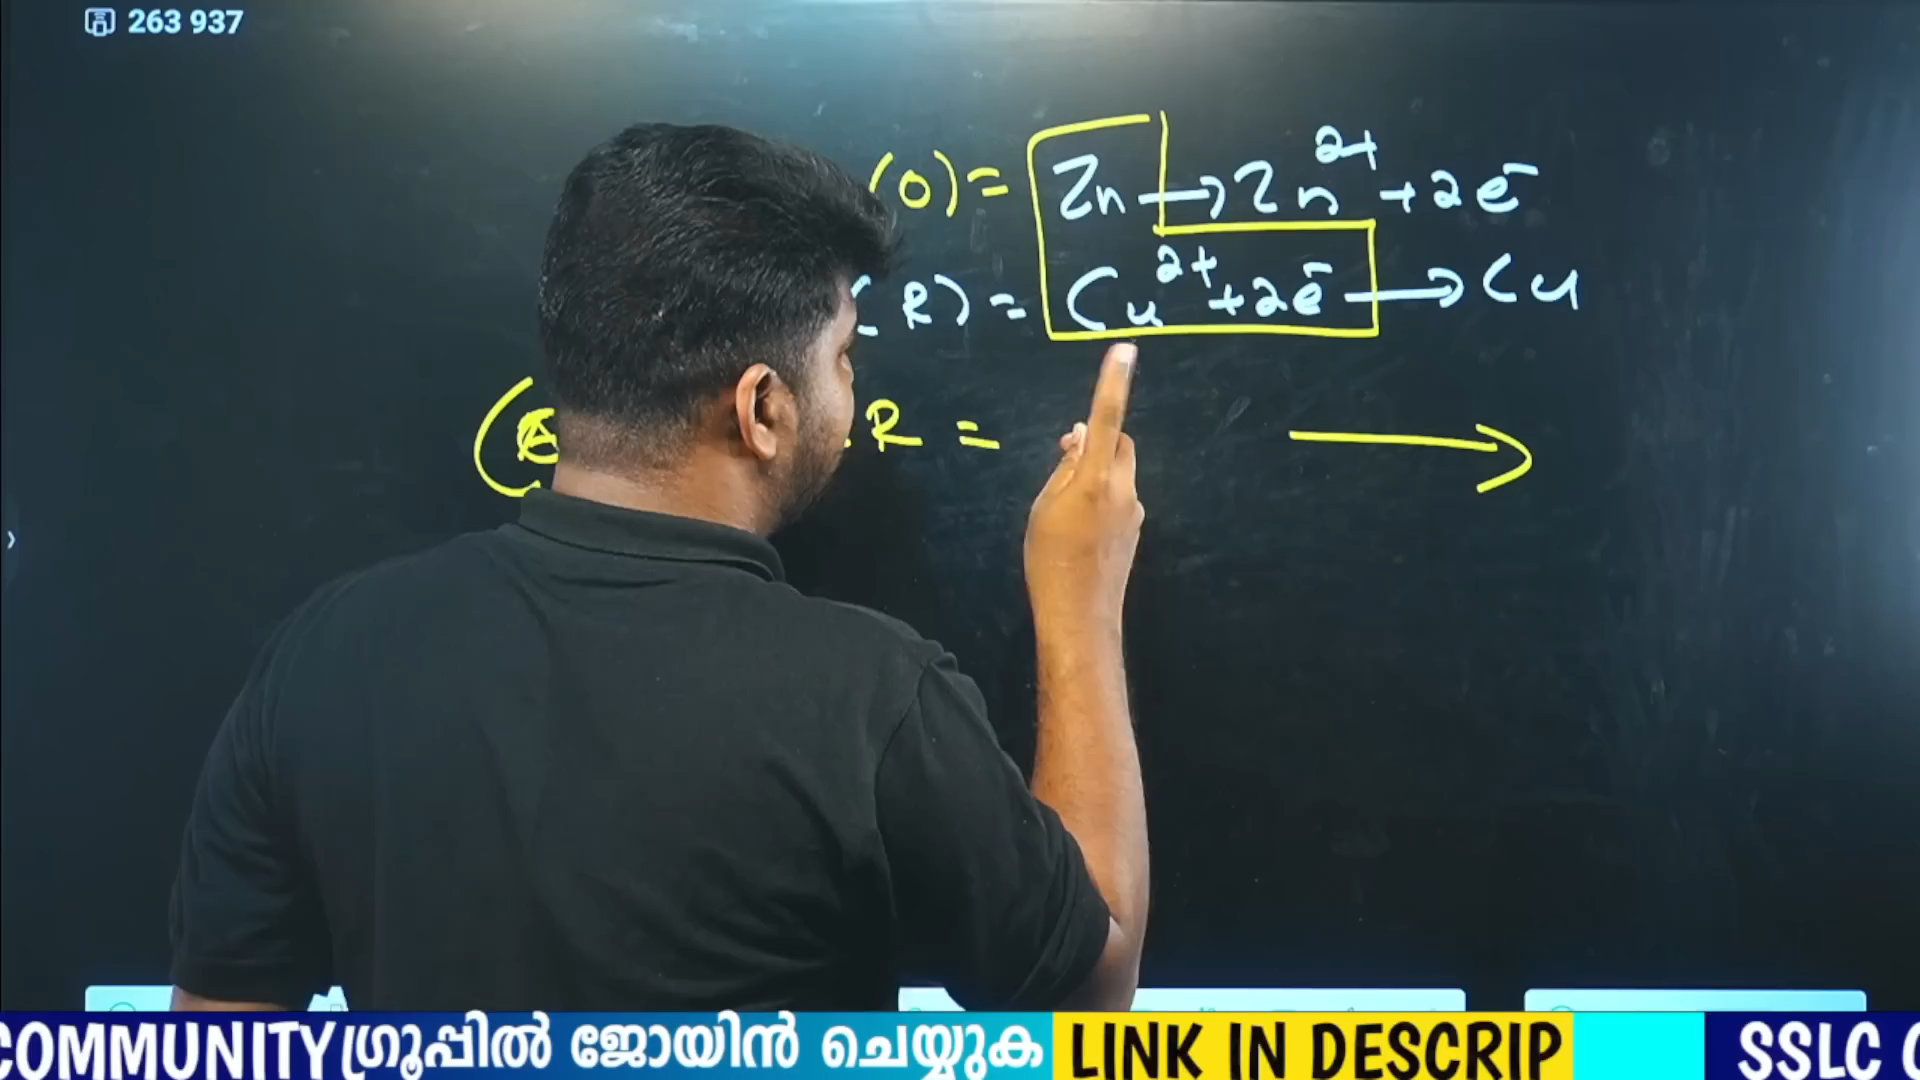 263 937
(O) = Zn → Zn²⁺ + 2e⁻
(R) = Cu²⁺ + 2e⁻ → Cu
R = →
COMMUNITY ഗ്രൂപ്പിൽ ജോയിൻ ചെയ്യുക LINK IN DESCRIP SSLC